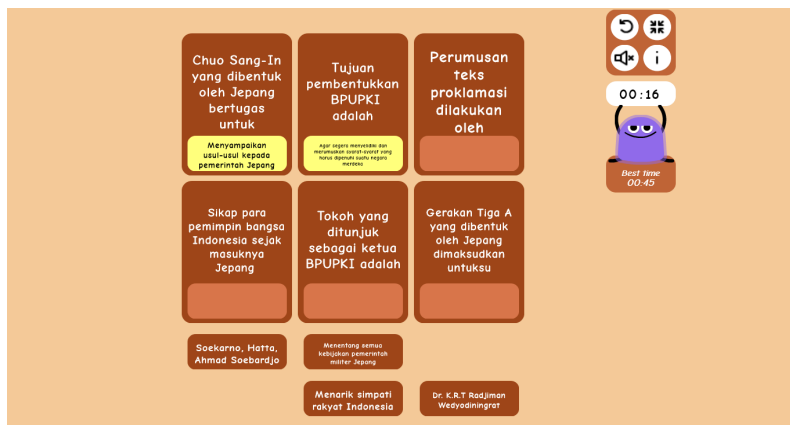 Chuo Sang-In
yang dibentuk
oleh Jepang
bertugas
untuk
Menyampaikan
usul-usul kepada
pemerintah Jepang
Tujuan
pembentukkan
BPUPKI
adalah
Agar segera menyelidiki dan
merumuskan syarat-syarat yang
harus dipenuhi suatu negara
merdeka
Perumusan
teks
proklamasi
dilakukan
oleh
Sikap para
pemimpin bangsa
Indonesia sejak
masuknya
Jepang
Tokoh yang
ditunjuk
sebagai ketua
BPUPKI adalah
Gerakan Tiga A
yang dibentuk
oleh Jepang
dimaksudkan
untuksu
Soekarno, Hatta,
Ahmad Soebardjo
Menentang semua
kebijakan pemerintah
militer Jepang
Menarik simpati
rakyat Indonesia
Dr. K.R.T Radjiman
Wedyodiningrat
i
00:16
Best time
00:45